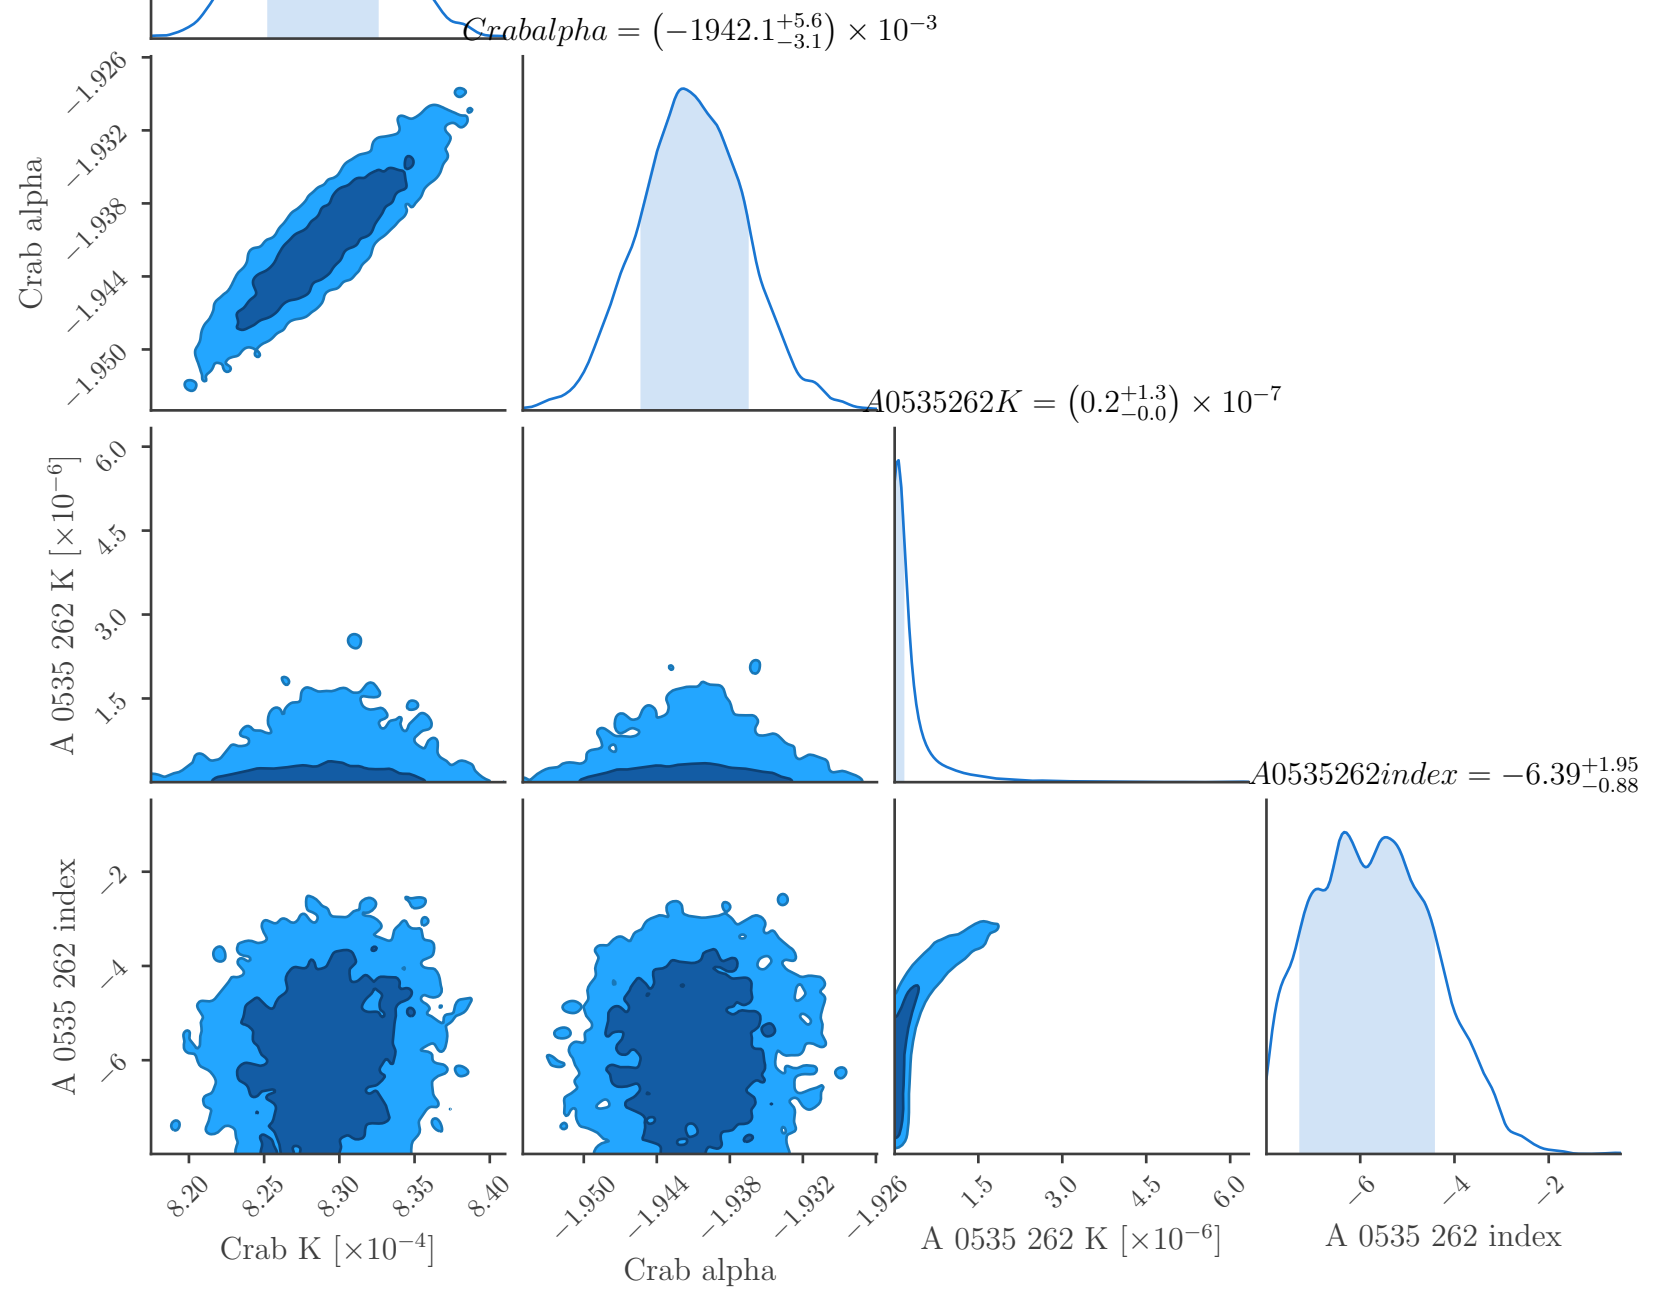 Crabalpha = (−1942.1^{+5.6}_{−3.1}) × 10^{−3}
−1.926
−1.932
−1.938
−1.944
−1.950
Crab alpha
A0535262K = (0.2^{+1.3}_{−0.0}) × 10^{−7}
6.0
4.5
3.0
1.5
A 0535 262 K [×10^{−6}]
A0535262index = −6.39^{+1.95}_{−0.88}
−2
−4
−6
A 0535 262 index
8.20 8.25 8.30 8.35 8.40
Crab K [×10^{−4}]
−1.950 −1.944 −1.938 −1.932 −1.926
Crab alpha
1.5 3.0 4.5 6.0
A 0535 262 K [×10^{−6}]
−6 −4 −2
A 0535 262 index